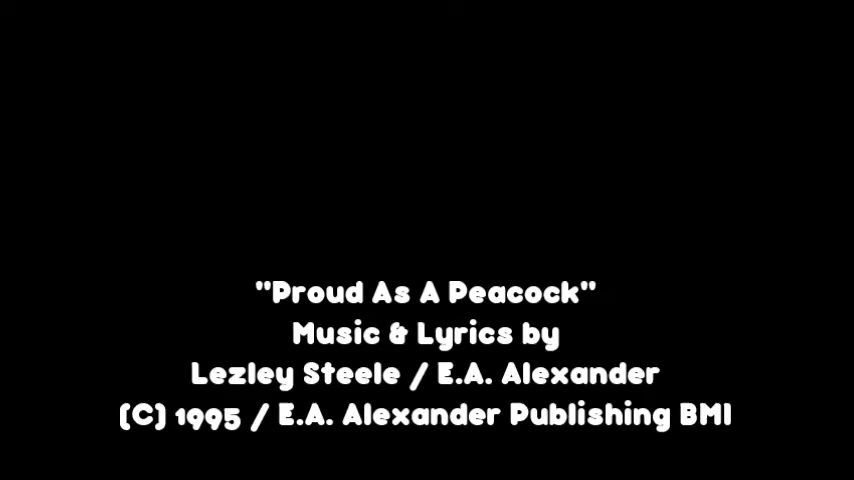 "Proud As A Peacock"
Music & Lyrics by
Lezley Steele / E.A. Alexander
(C) 1995 / E.A. Alexander Publishing BMI